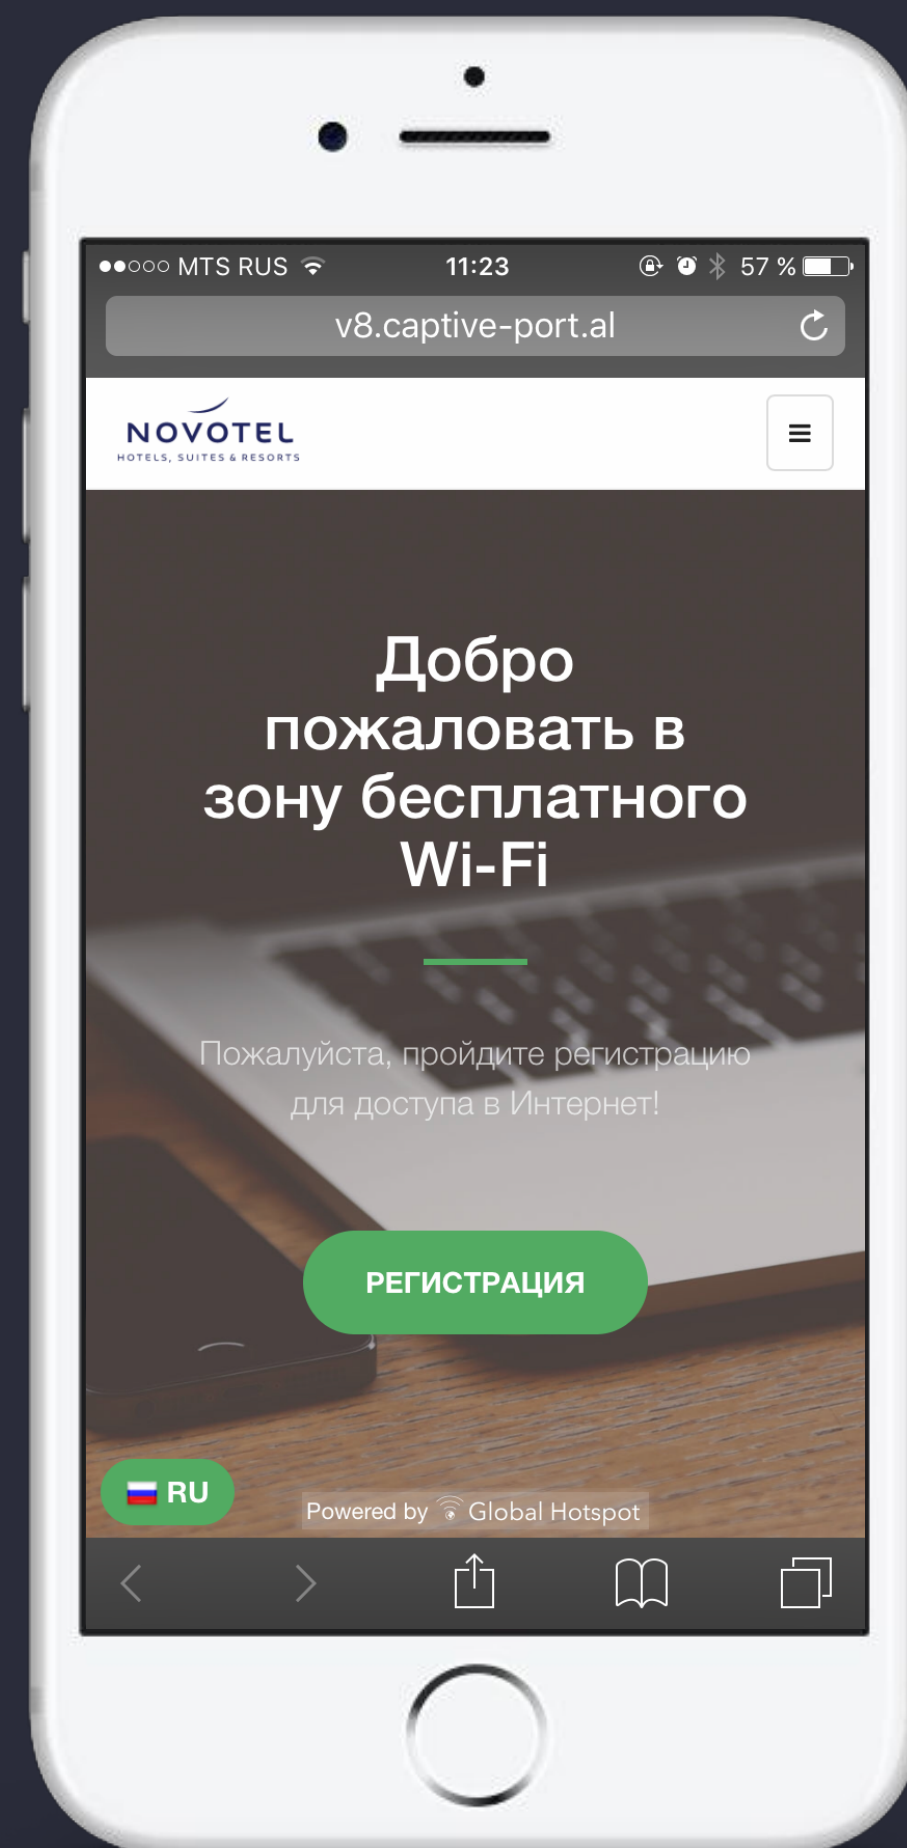 MTS RUS 11:23 57 %
v8.captive-port.al
NOVOTEL
HOTELS, SUITES & RESORTS
Добро
пожаловать в
зону бесплатного
Wi-Fi
Пожалуйста, пройдите регистрацию
для доступа в Интернет!
РЕГИСТРАЦИЯ
RU
Powered by Global Hotspot